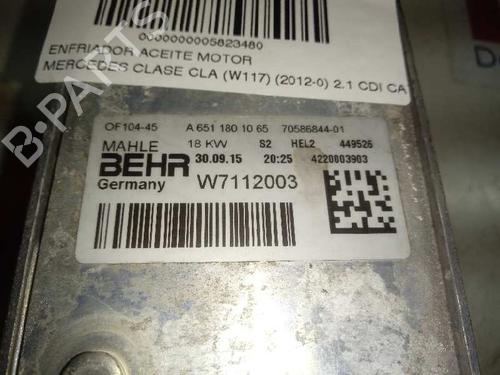 0000000005823480
ENFRIADOR ACEITE MOTOR
MERCEDES CLASE CLA (W117) (2012-0) 2.1 CDI CA
OF104-45 A 651 180 10 65 70586844-01
MAHLE 18 KW S2 HEL2 449526
BEHR 30.09.15 20:25 4220003903
Germany W7112003
B-PARTS